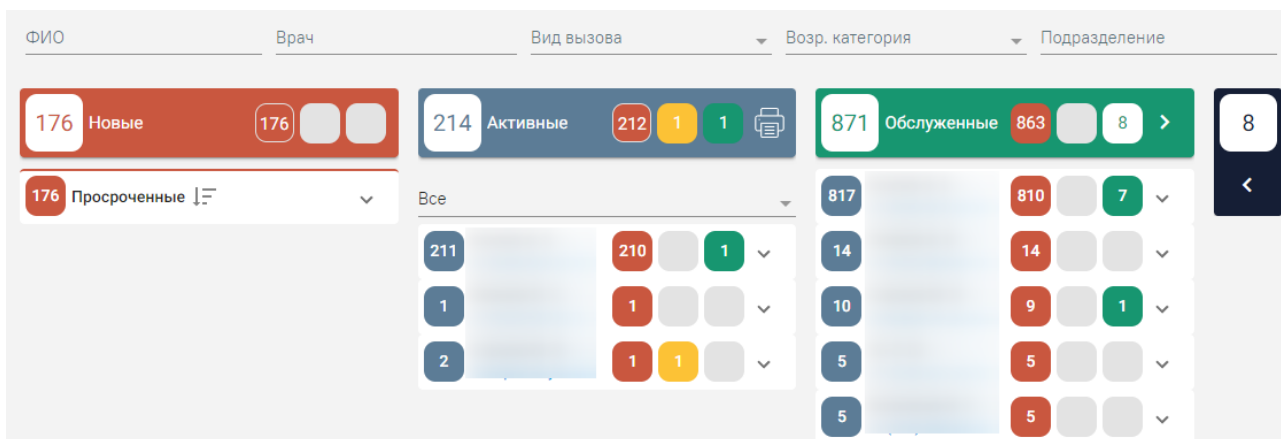 ФИО Врач Вид вызова Возр. категория Подразделение
176 Новые 176
176 Просроченные
214 Активные 212 1 1
Все
211 210 1
1 1
2 1 1
871 Обслуженные 863 8
817 810 7
14 14
10 9 1
5 5
5 5
8